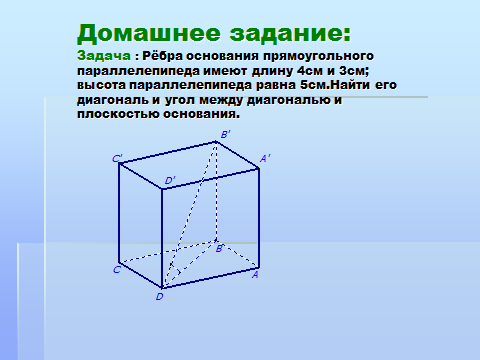 Домашнее задание:
Задача : Рёбра основания прямоугольного
параллелепипеда имеют длину 4см и 3см;
высота параллелепипеда равна 5см.Найти его
диагональ и угол между диагональю и
плоскостью основания.
B'
C'
A'
D'
B
C
A
D